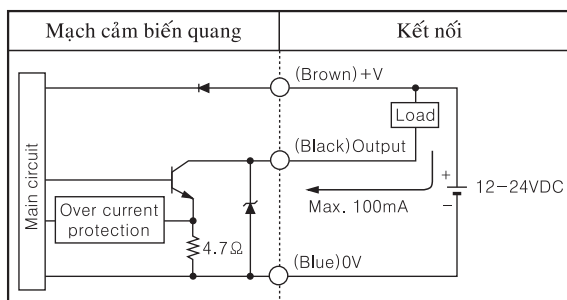 Mạch cảm biến quang
Kết nối
(Brown)+V
Load
(Black)Output
Main circuit
+
12-24VDC
−
Max. 100mA
Over current
protection
4.7Ω
(Blue)0V